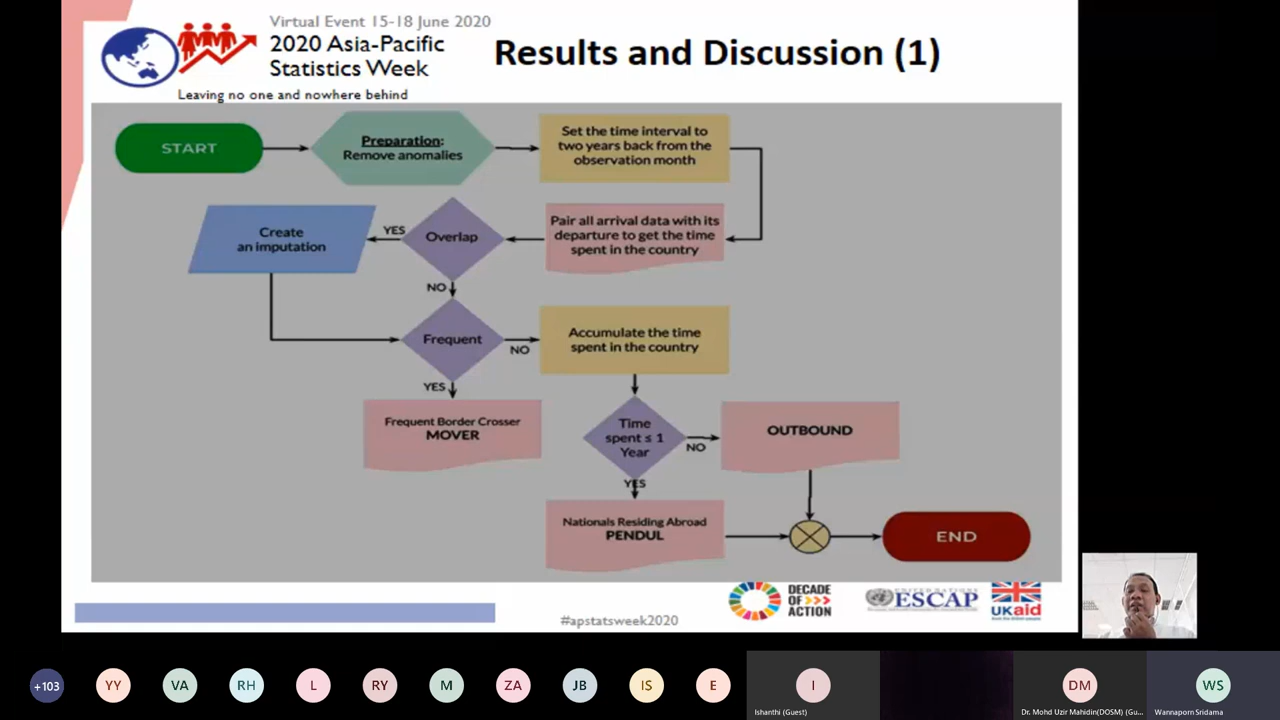 Virtual Event 15-18 June 2020
2020 Asia-Pacific
Statistics Week
Leaving no one and nowhere behind
Results and Discussion (1)
START
Preparation:
Remove anomalies
Set the time interval to
two years back from the
observation month
Create
an imputation
YES
Overlap
Pair all arrival data with its
departure to get the time
spent in the country
NO
Frequent
NO
Accumulate the time
spent in the country
YES
Frequent Border Crosser
MOVER
Time
spent ≤ 1
Year
NO
OUTBOUND
YES
Nationals Residing Abroad
PENDUL
END
DECADE
OF >>>
ACTION
UNITED NATIONS
ESCAP
UKaid
#apstatsweek2020
+103
YY
VA
RH
L
RY
M
ZA
JB
IS
E
I
DM
WS
Ishanthi (Guest)
Dr. Mohd Uzir Mahidin(DOSM) (Gu...
Wannaporn Sridama